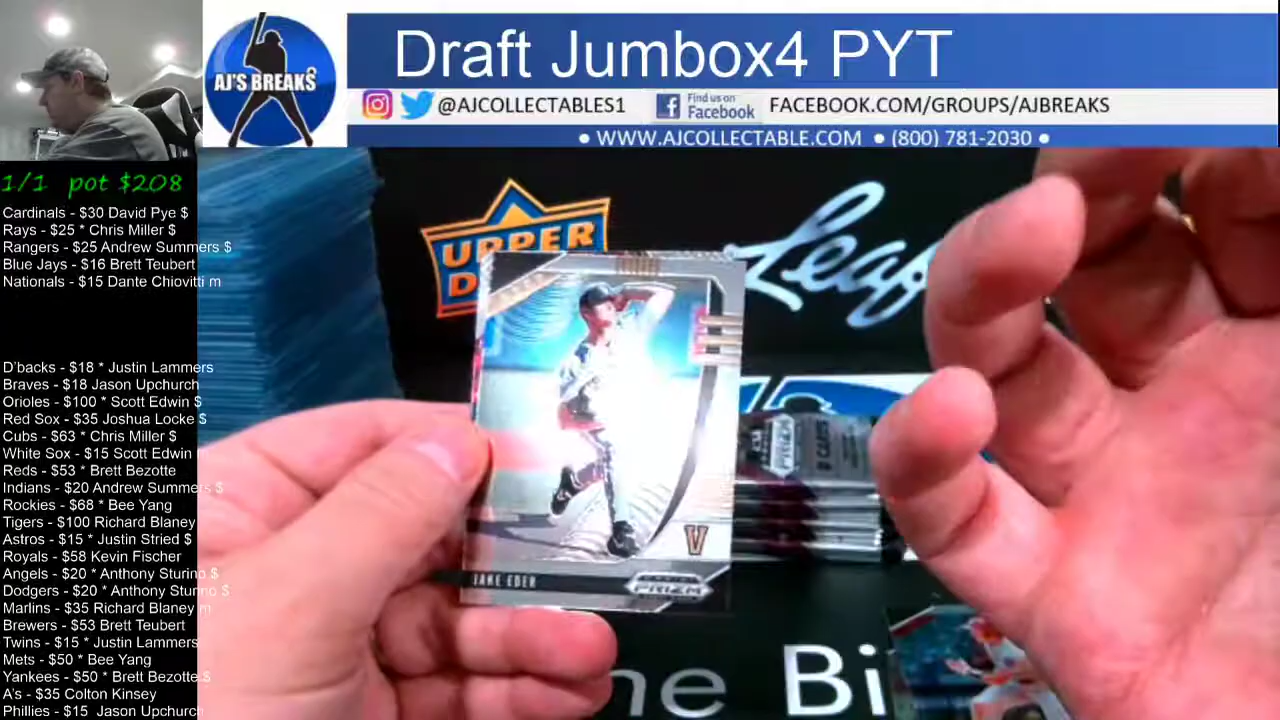 Draft Jumbox4 PYT
AJ'S BREAKS
@AJCOLLECTABLES1 Find us on Facebook FACEBOOK.COM/GROUPS/AJBREAKS
• WWW.AJCOLLECTABLE.COM • (800) 781-2030 •
1/1 pot $208
Cardinals - $30 David Pye $
Rays - $25 * Chris Miller $
Rangers - $25 Andrew Summers $
Blue Jays - $16 Brett Teubert
Nationals - $15 Dante Chiovitti m
D'backs - $18 * Justin Lammers
Braves - $18 Jason Upchurch
Orioles - $100 * Scott Edwin $
Red Sox - $35 Joshua Locke $
Cubs - $63 * Chris Miller $
White Sox - $15 Scott Edwin
Reds - $53 * Brett Bezotte
Indians - $20 Andrew Summers $
Rockies - $68 * Bee Yang
Tigers - $100 Richard Blaney
Astros - $15 * Justin Stried $
Royals - $58 Kevin Fischer
Angels - $20 * Anthony Sturino $
Dodgers - $20 * Anthony Sturino $
Marlins - $35 Richard Blaney m
Brewers - $53 Brett Teubert
Twins - $15 * Justin Lammers
Mets - $50 * Bee Yang
Yankees - $50 * Brett Bezotte $
A's - $35 Colton Kinsey
Phillies - $15 Jason Upchurch
UPPER
D
Leaf
V
JAKE EDER
PRIZM
8 CARDS
ne Bi